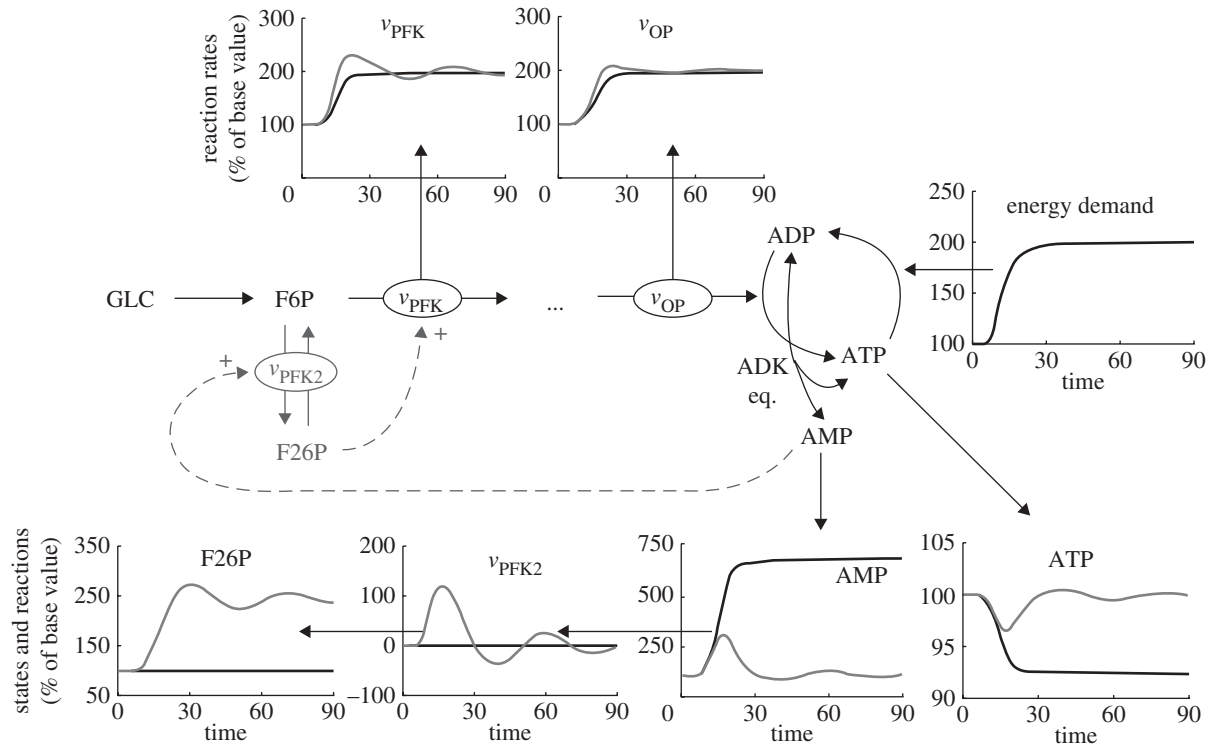 v_PFK
v_OP
reaction rates
(% of base value)
300
200
100
0 30 60 90
300
200
100
0 30 60 90
energy demand
250
200
150
100
0 30 60 90
time
GLC F6P v_PFK ... v_OP
ADP
ATP
ADK
eq.
AMP
+
+
v_PFK2
F26P
states and reactions
(% of base value)
F26P
350
250
150
50
0 30 60 90
time
v_PFK2
200
100
0
−100
0 30 60 90
time
AMP
750
500
250
0 30 60 90
time
ATP
105
100
95
90
0 30 60 90
time